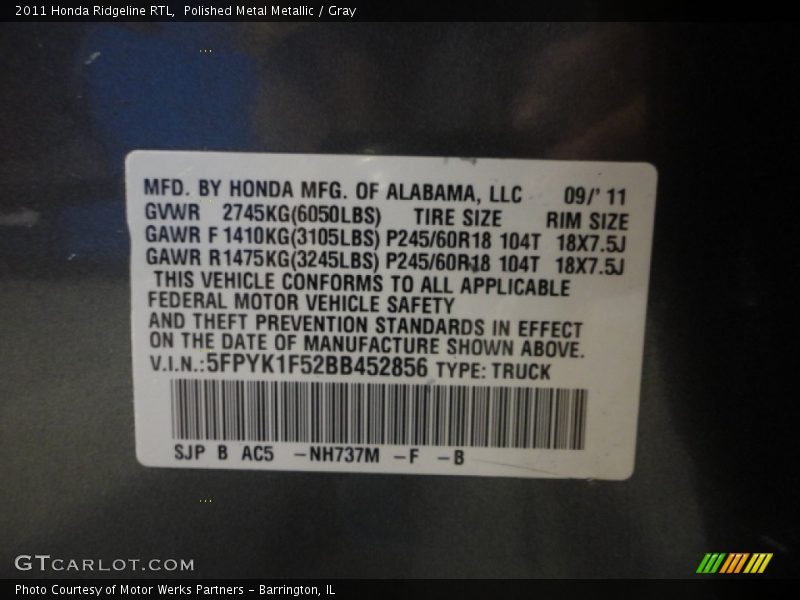 2011 Honda Ridgeline RTL,  Polished Metal Metallic / Gray
MFD. BY HONDA MFG. OF ALABAMA, LLC 09/' 11
GVWR 2745KG(6050LBS) TIRE SIZE RIM SIZE
GAWR F 1410KG(3105LBS) P245/60R18 104T 18X7.5J
GAWR R1475KG(3245LBS) P245/60R18 104T 18X7.5J
THIS VEHICLE CONFORMS TO ALL APPLICABLE
FEDERAL MOTOR VEHICLE SAFETY
AND THEFT PREVENTION STANDARDS IN EFFECT
ON THE DATE OF MANUFACTURE SHOWN ABOVE.
V.I.N.:5FPYK1F52BB452856 TYPE: TRUCK
SJP B AC5 -NH737M -F -B
GTCARLOT.COM
Photo Courtesy of Motor Werks Partners - Barrington, IL